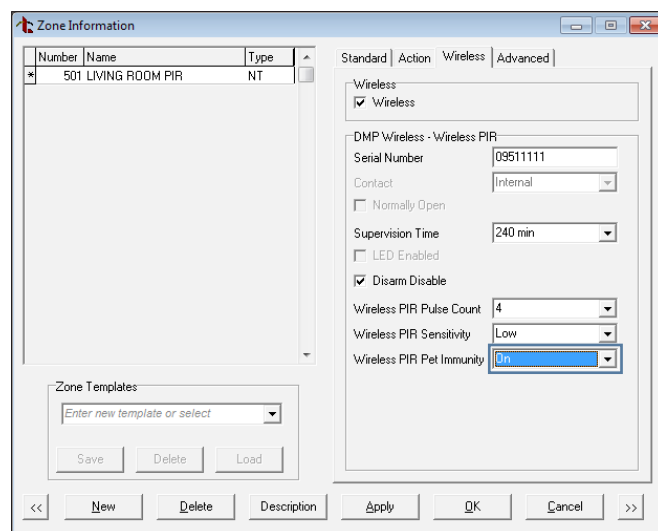 Zone Information
Number Name Type
* 501 LIVING ROOM PIR NT
Standard Action Wireless Advanced
Wireless
Wireless
DMP Wireless - Wireless PIR
Serial Number 09511111
Contact Internal
Normally Open
Supervision Time 240 min
LED Enabled
Disarm Disable
Wireless PIR Pulse Count 4
Wireless PIR Sensitivity Low
Wireless PIR Pet Immunity On
Zone Templates
Enter new template or select
Save Delete Load
<< New Delete Description Apply OK Cancel >>